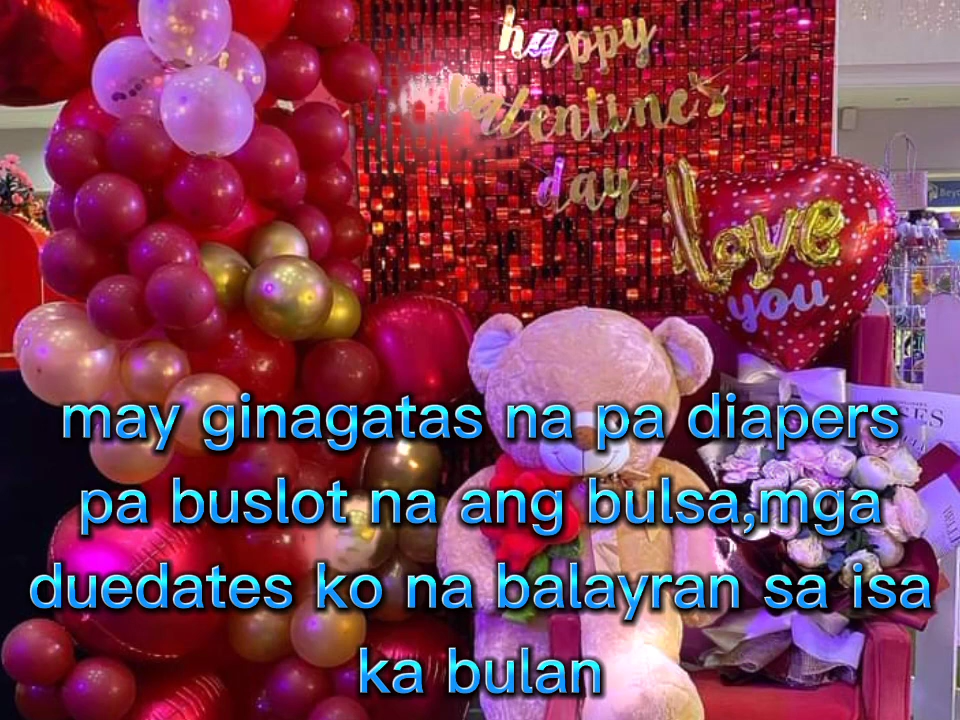 happy
valentine's
day
love
you
may ginagatas na pa diapers
pa buslot na ang bulsa,mga
duedates ko na balayran sa isa
ka bulan